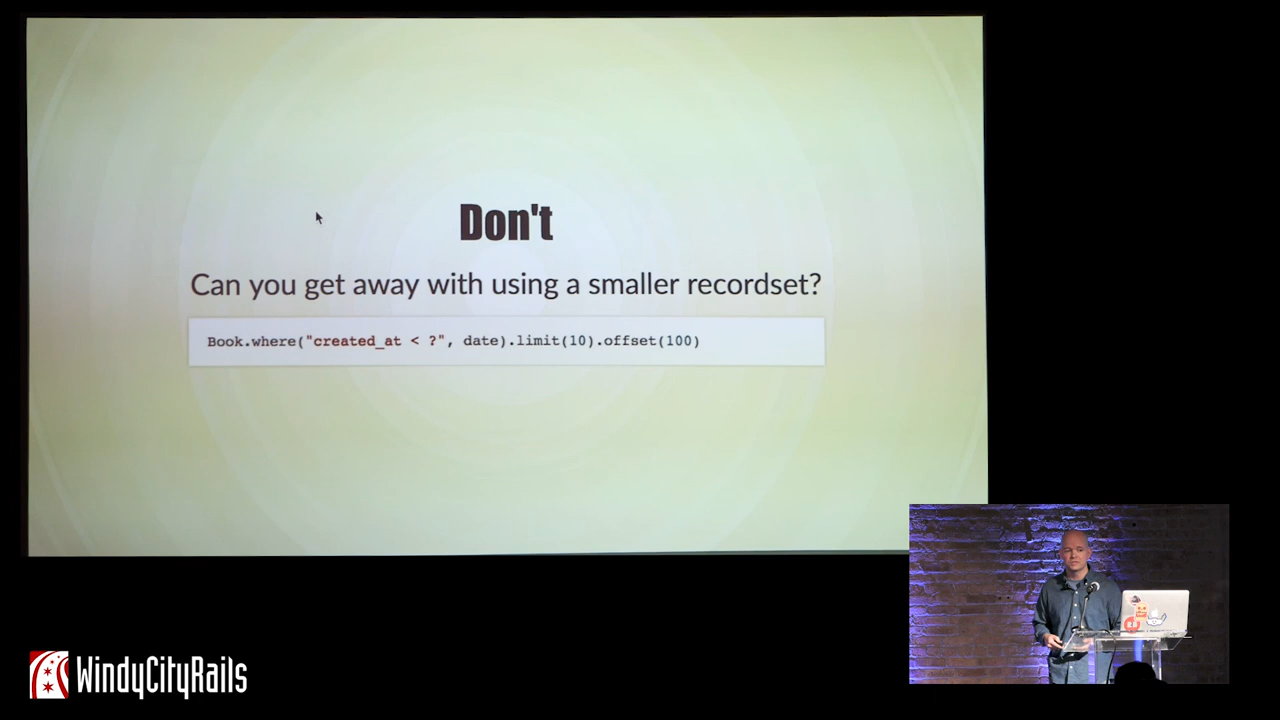 Don't
Can you get away with using a smaller recordset?
Book.where("created_at < ?", date).limit(10).offset(100)
WindyCityRails